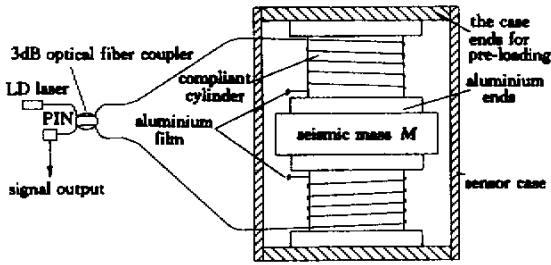 3dB optical fiber coupler
LD laser
PIN
signal output
compliant
cylinder
aluminium
film
seismic mass M
the case
ends for
pre-loading
aluminium
ends
sensor case